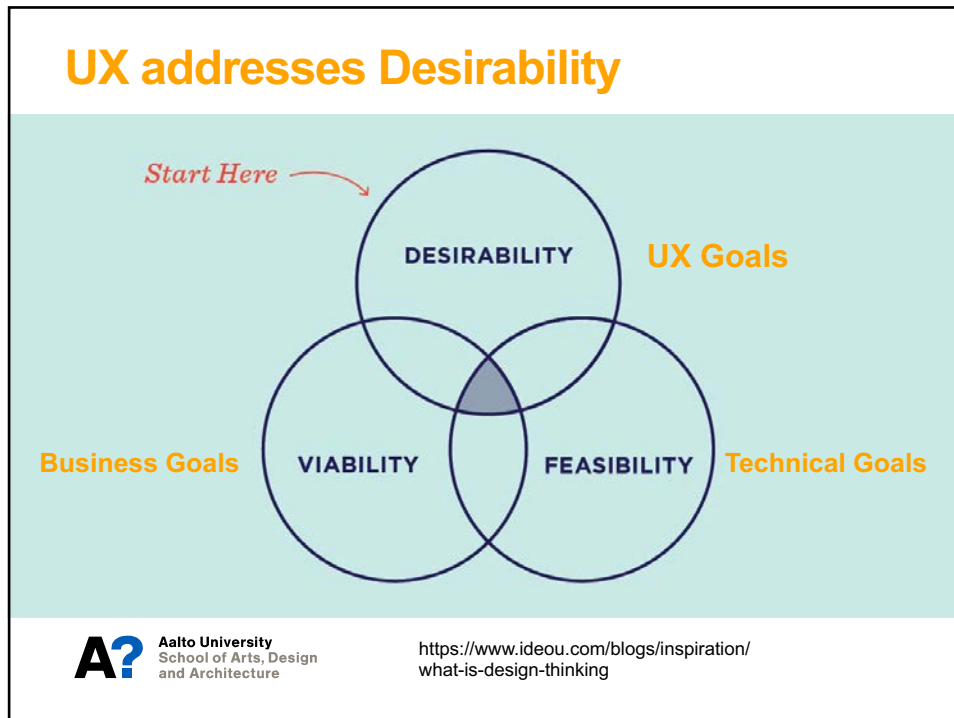 UX addresses Desirability
Start Here
DESIRABILITY
UX Goals
Business Goals
VIABILITY
FEASIBILITY
Technical Goals
A?
Aalto University
School of Arts, Design
and Architecture
https://www.ideou.com/blogs/inspiration/
what-is-design-thinking